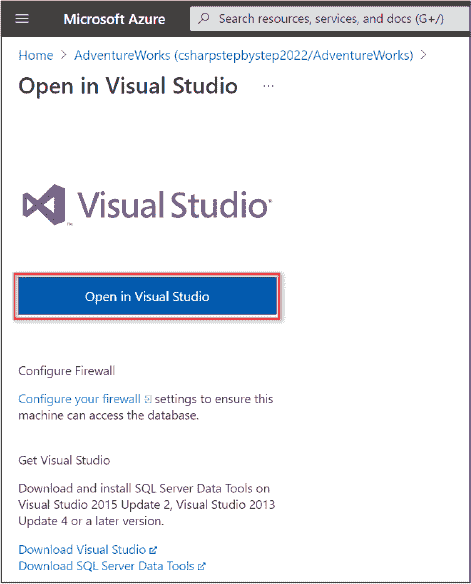 Microsoft Azure
Search resources, services, and docs (G+/)
Home > AdventureWorks (csharpstepbystep2022/AdventureWorks) >
Open in Visual Studio ...
Visual Studio
Open in Visual Studio
Configure Firewall
Configure your firewall settings to ensure this
machine can access the database.
Get Visual Studio
Download and install SQL Server Data Tools on
Visual Studio 2015 Update 2, Visual Studio 2013
Update 4 or a later version.
Download Visual Studio
Download SQL Server Data Tools